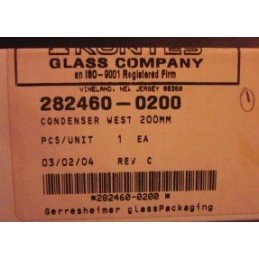 KONTES
GLASS COMPANY
an ISO-9001 Registered Firm
VINELAND, NEW JERSEY 08360
282460-0200
CONDENSER WEST 200MM
PCS/UNIT 1 EA
03/02/04 REV C
*282460-0200 *
Gerresheimer glassPackaging